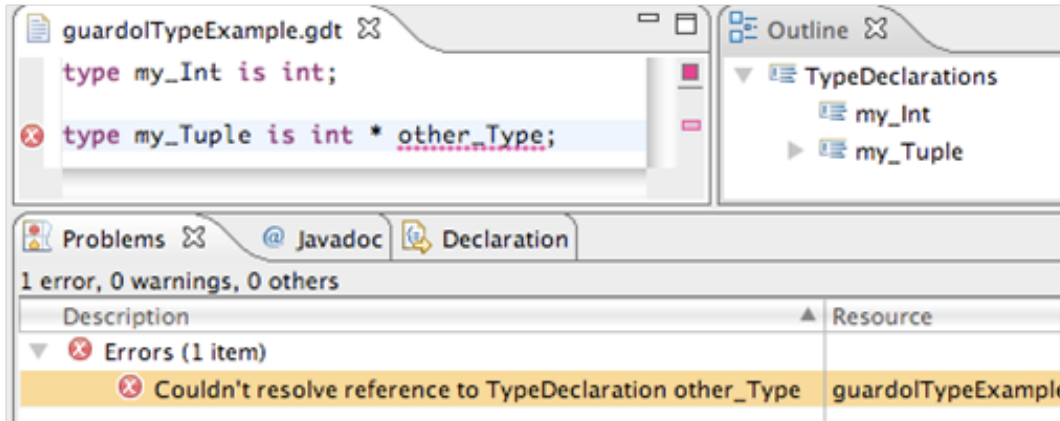 guardolTypeExample.gdt
type my_Int is int;
type my_Tuple is int * other_Type;
Outline
TypeDeclarations
my_Int
my_Tuple
Problems @ Javadoc Declaration
1 error, 0 warnings, 0 others
Description Resource
Errors (1 item)
Couldn't resolve reference to TypeDeclaration other_Type guardolTypeExample